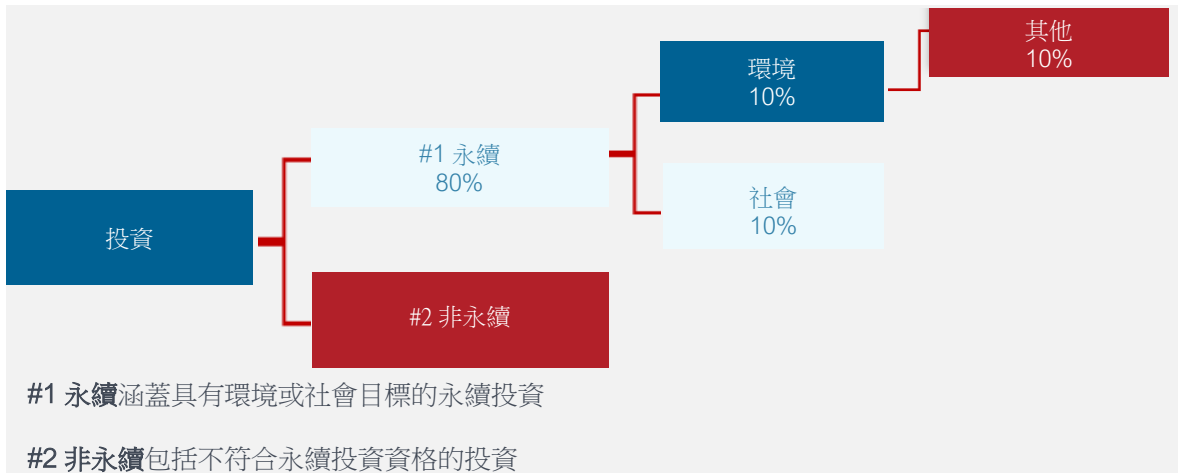 投資
#1 永續
80%
#2 非永續
環境
10%
社會
10%
其他
10%
#1 永續涵蓋具有環境或社會目標的永續投資
#2 非永續包括不符合永續投資資格的投資